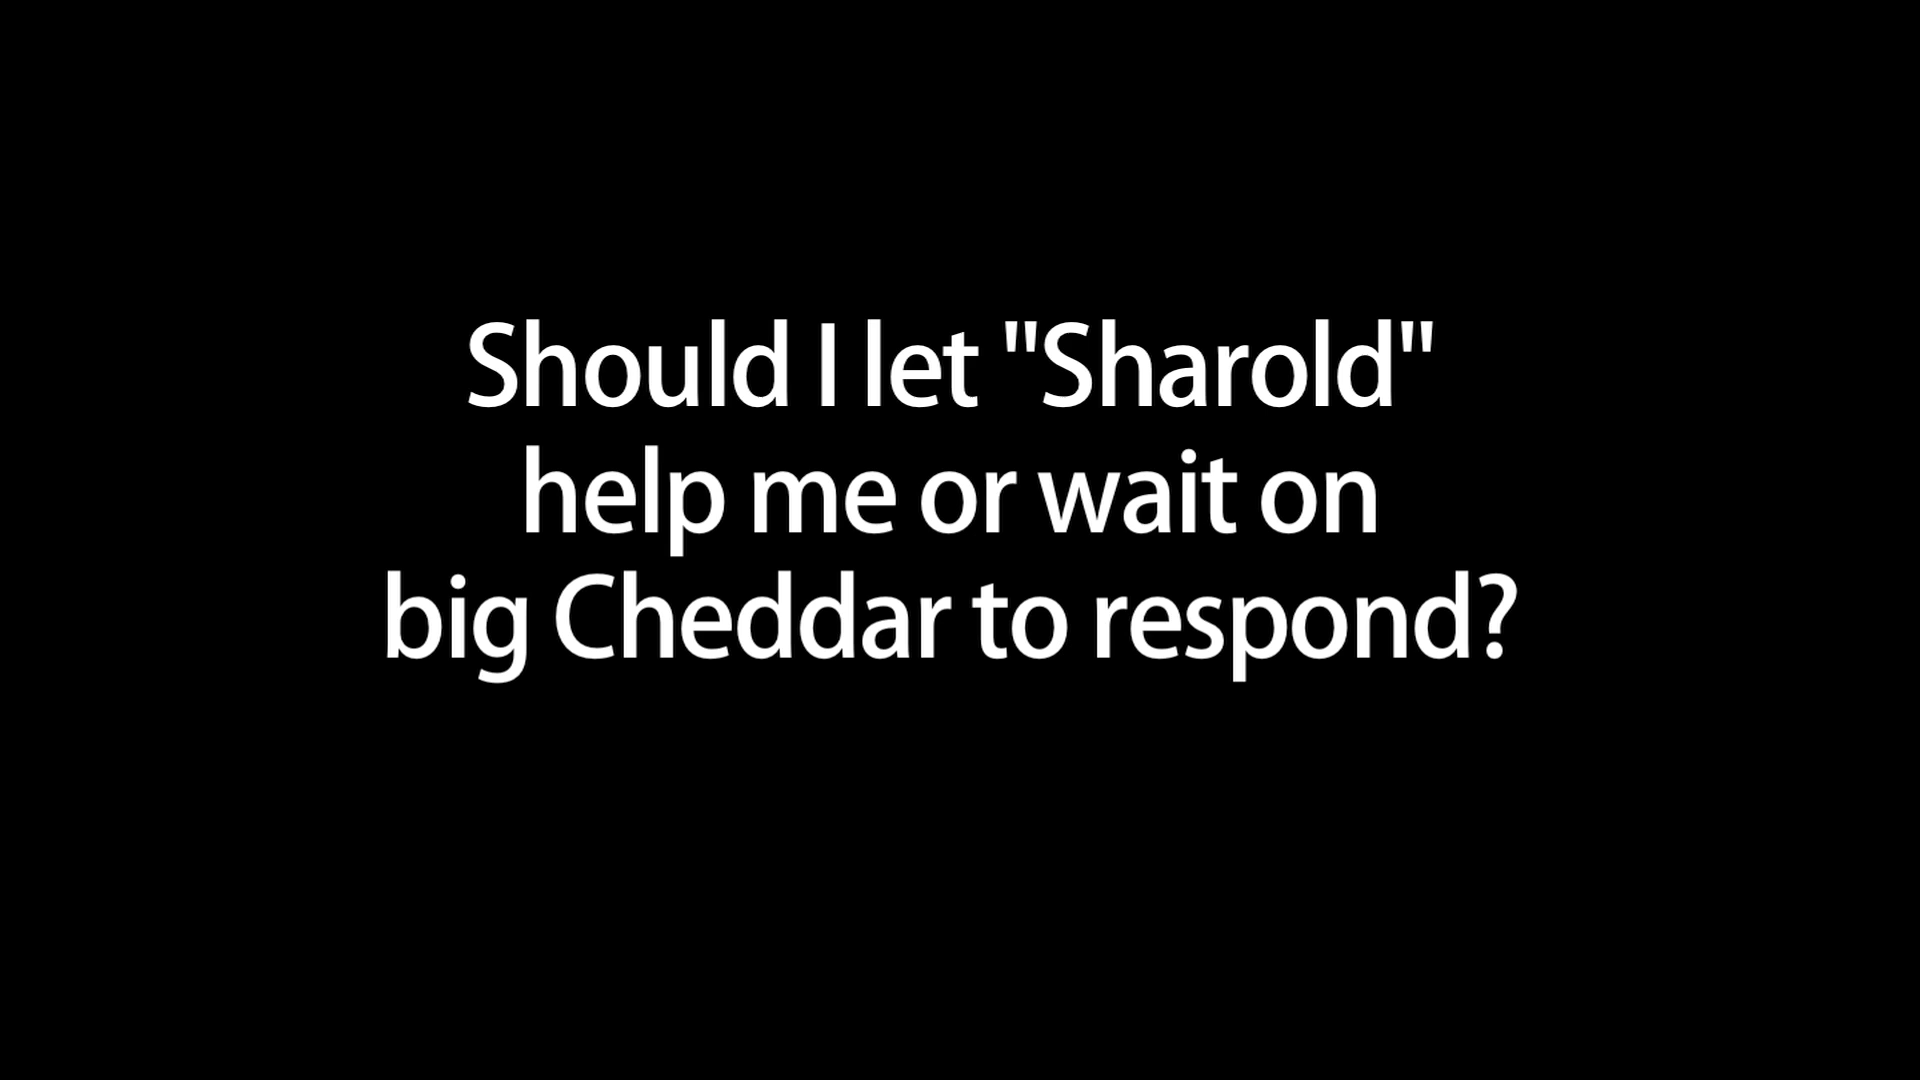 Should I let "Sharold"
help me or wait on
big Cheddar to respond?